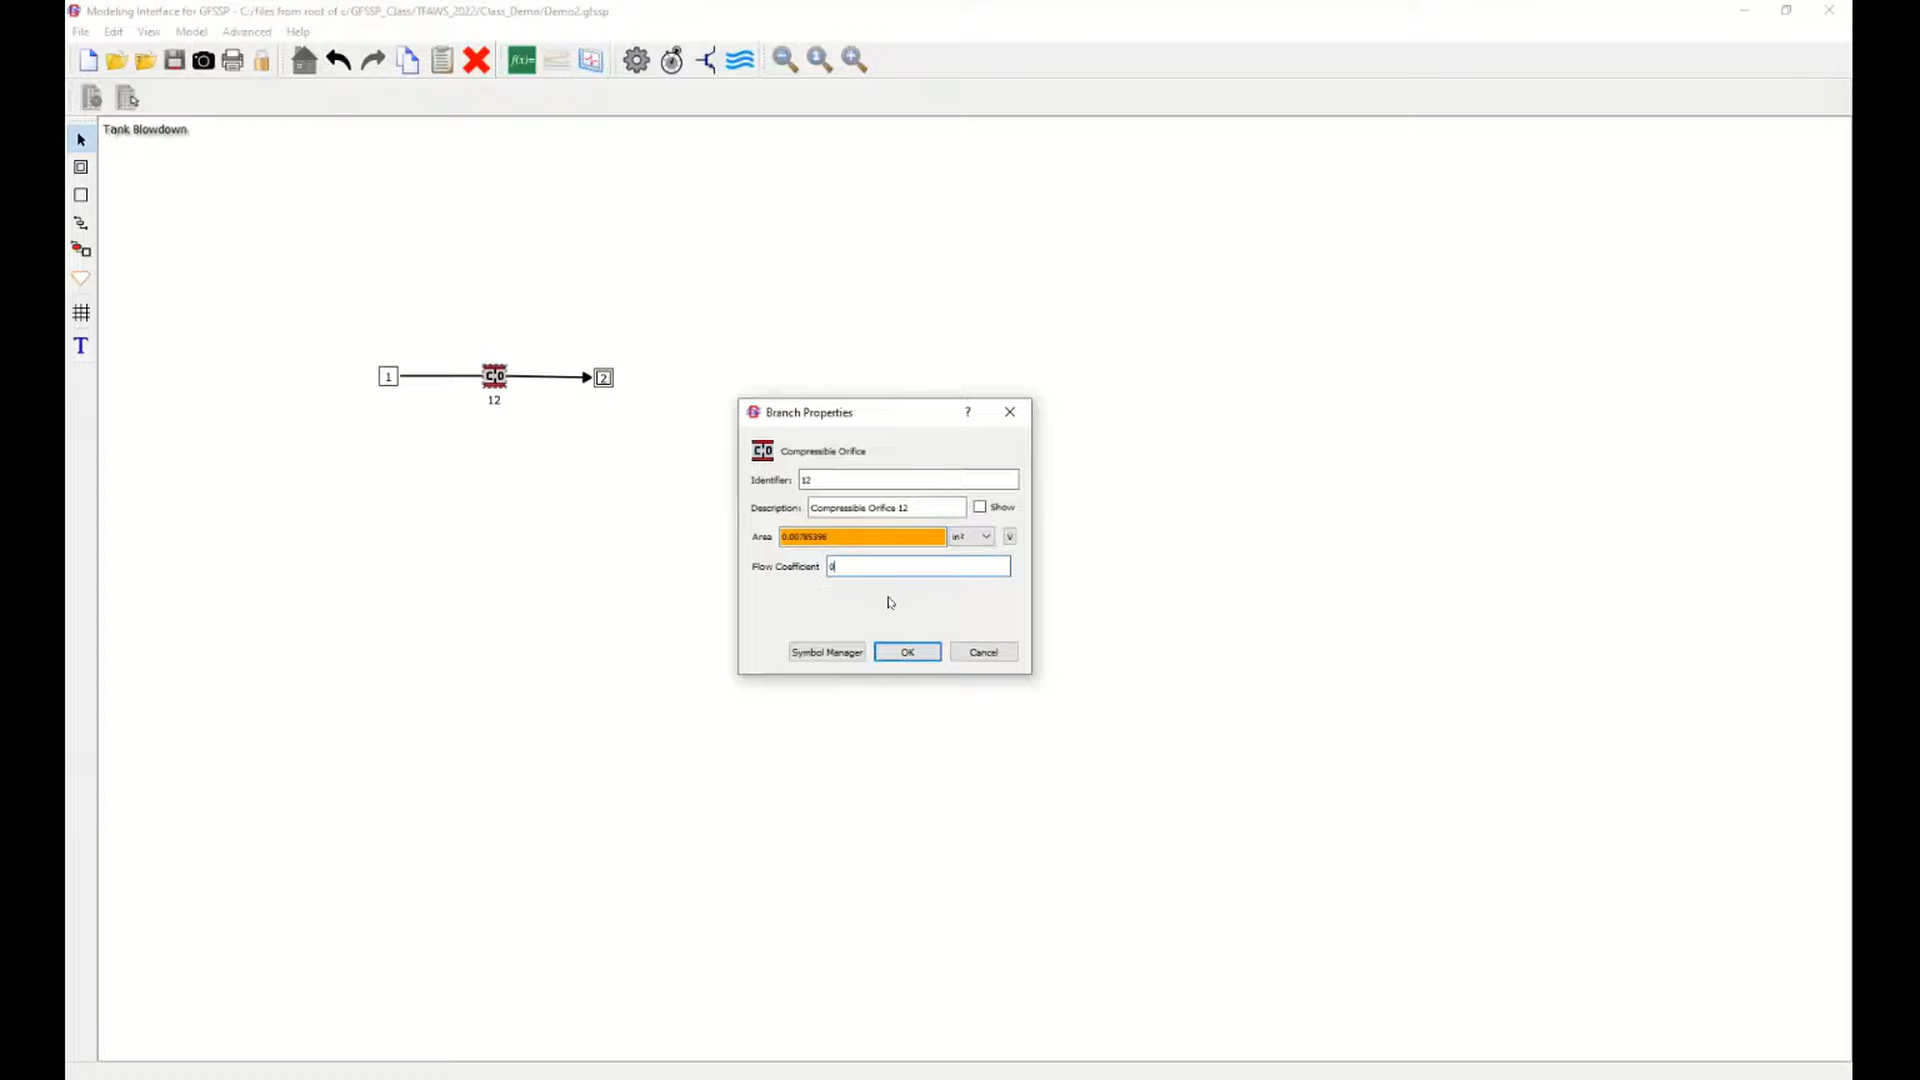 Modeling Interface for GFSSP - C:/files from root of c/GFSSP_Class/TFAWS_2022/Class_Demo/Demo2.gfssp
File Edit View Model Advanced Help
f(x)=
1
Tank Blowdown
T
1 C|O 2
12
Branch Properties ?
C|O Compressible Orifice
Identifier: 12
Description: Compressible Orifice 12 Show
Area 0.00785398 in² V
Flow Coefficient 0
Symbol Manager OK Cancel